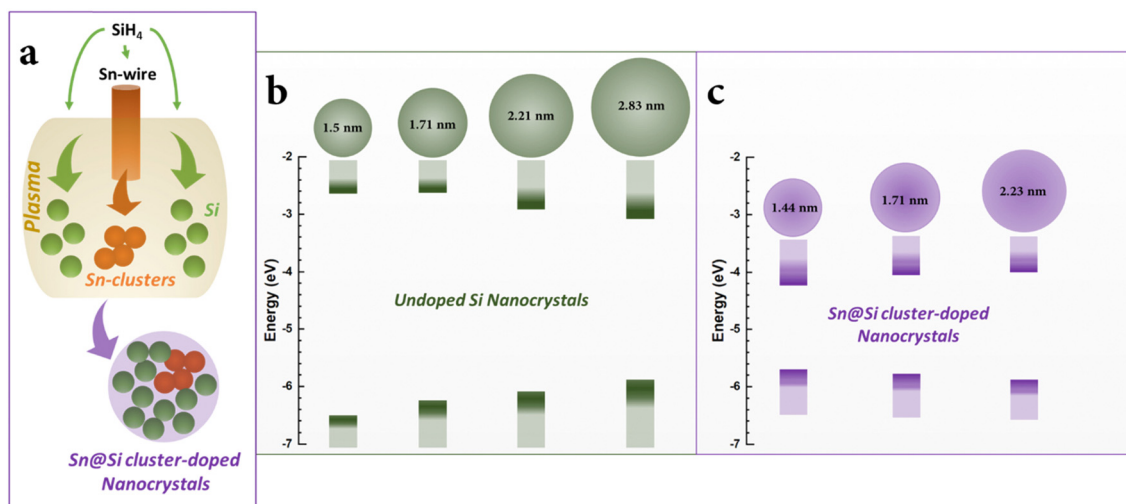 a
SiH4
Sn-wire
Plasma
Si
Sn-clusters
Sn@Si cluster-doped
Nanocrystals
b
1.5 nm
1.71 nm
2.21 nm
2.83 nm
-2
-3
-4
-5
-6
-7
Energy (eV)
Undoped Si Nanocrystals
c
1.44 nm
1.71 nm
2.23 nm
-2
-3
-4
-5
-6
-7
Energy (eV)
Sn@Si cluster-doped
Nanocrystals